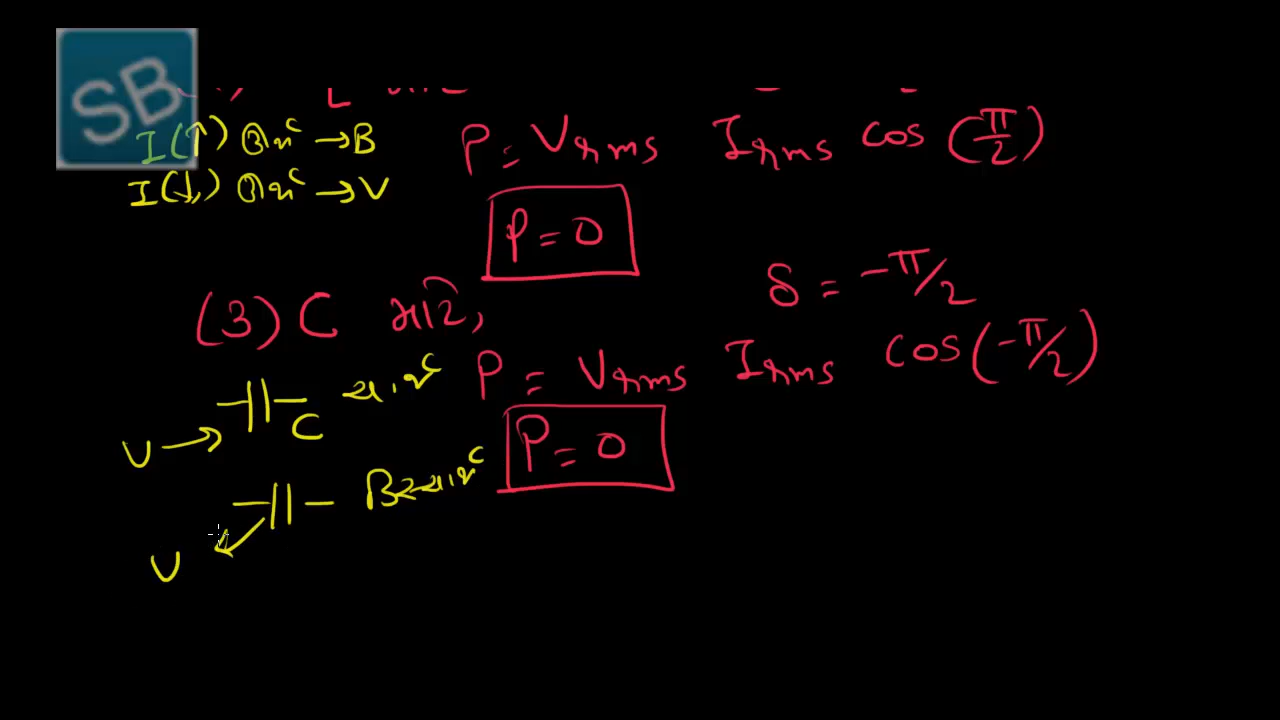 SB
I(↑) → B
I(↓) → V
P = Vrms Irms cos (π/2)
P = 0
(3) C માટે,
δ = -π/2
P = Vrms Irms cos (-π/2)
C
V →
P = 0
V